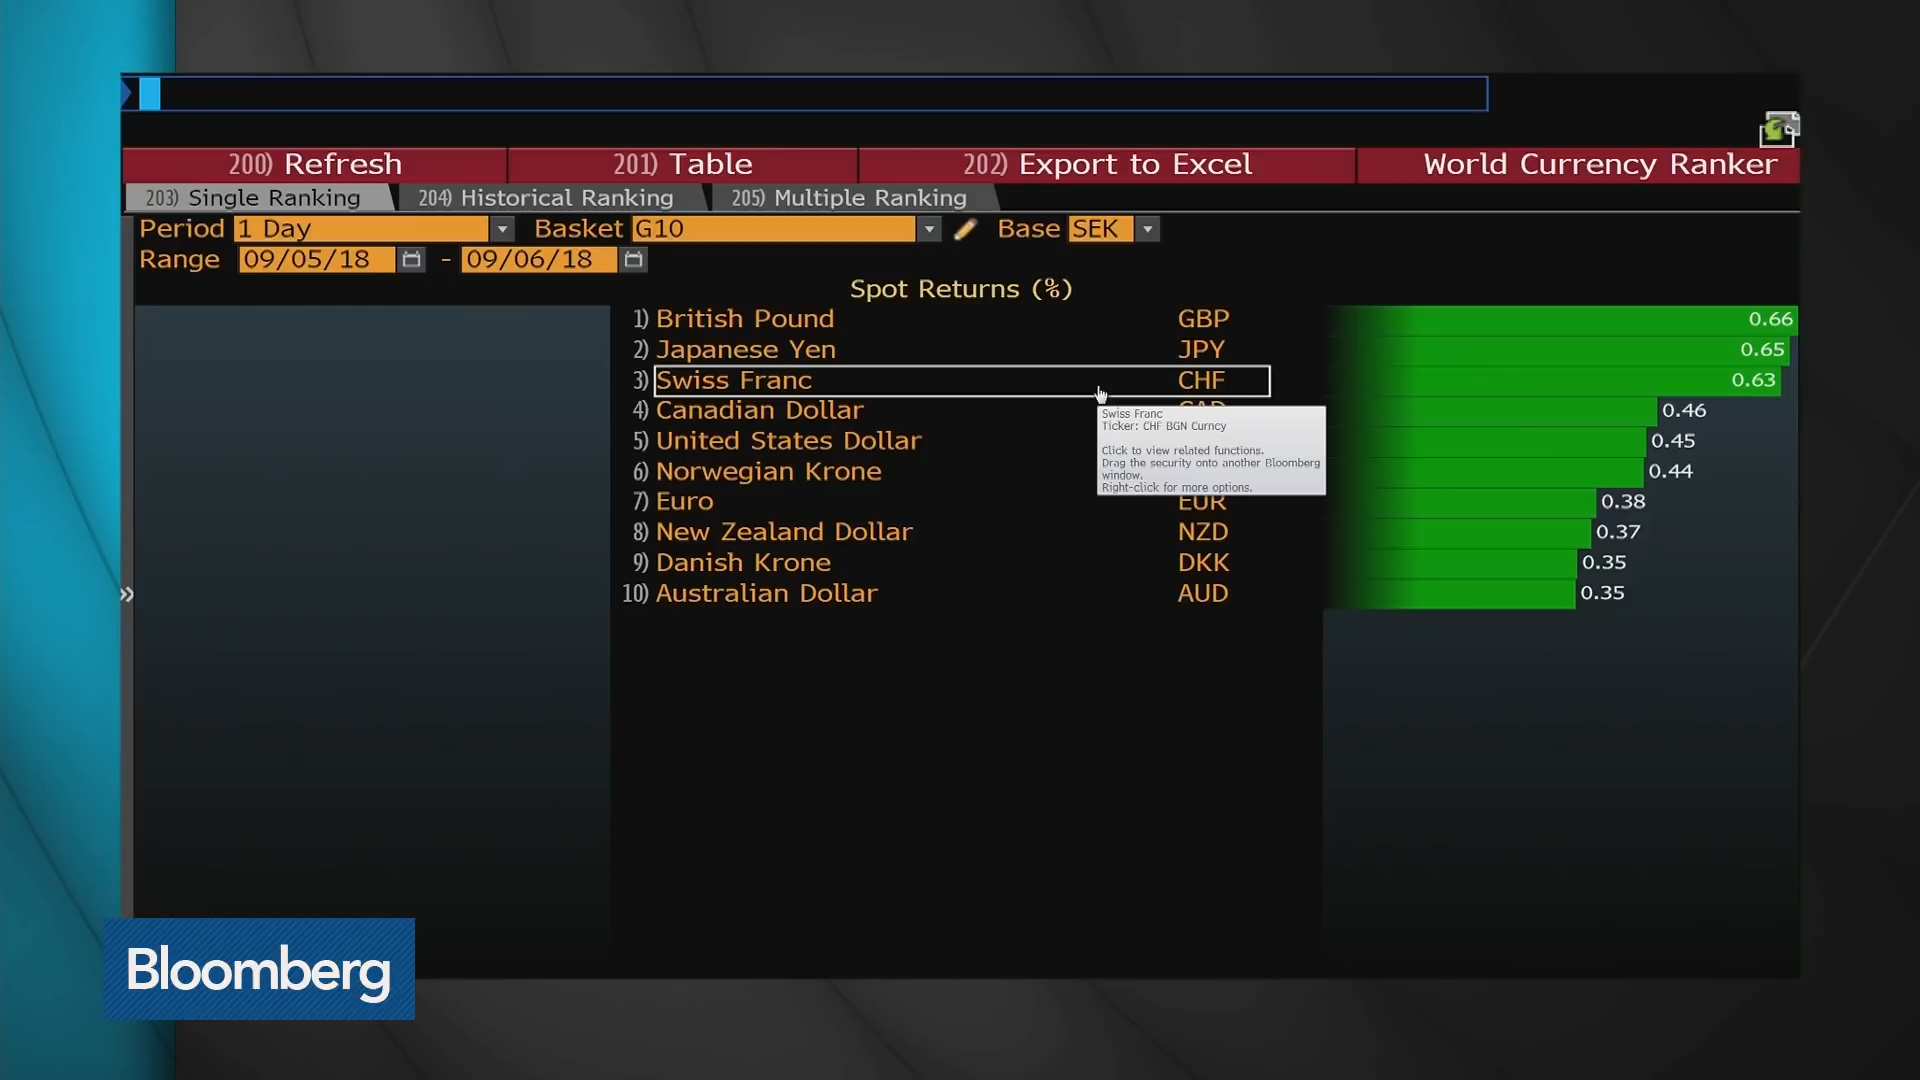 200) Refresh 201) Table 202) Export to Excel World Currency Ranker
203) Single Ranking 204) Historical Ranking 205) Multiple Ranking
Period 1 Day Basket G10 Base SEK
Range 09/05/18 - 09/06/18
Spot Returns (%)
1) British Pound GBP 0.66
2) Japanese Yen JPY 0.65
3) Swiss Franc CHF 0.63
4) Canadian Dollar CAD 0.46
5) United States Dollar 0.45
6) Norwegian Krone 0.44
7) Euro EUR 0.38
8) New Zealand Dollar NZD 0.37
9) Danish Krone DKK 0.35
10) Australian Dollar AUD 0.35
Swiss Franc
Ticker: CHF BGN Curncy
Click to view related functions.
Drag the security onto another Bloomberg
window.
Right-click for more options.
Bloomberg